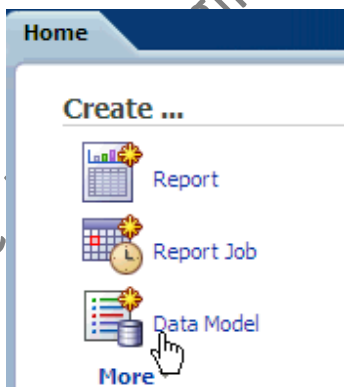 Home
Create ...
Report
Report Job
Data Model
More